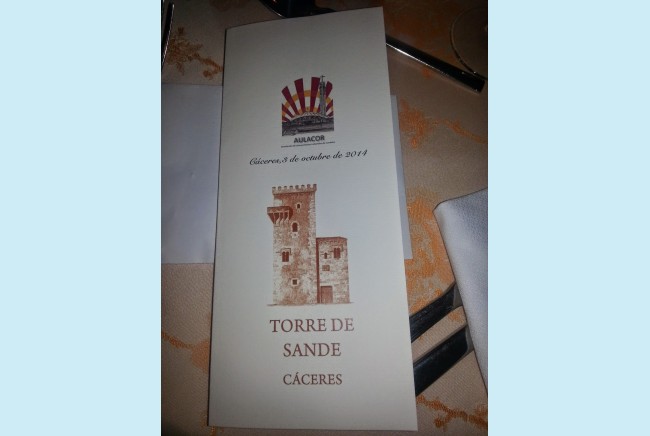 AULACOR
Cáceres,3 de octubre de 2014
TORRE DE
SANDE
CÁCERES